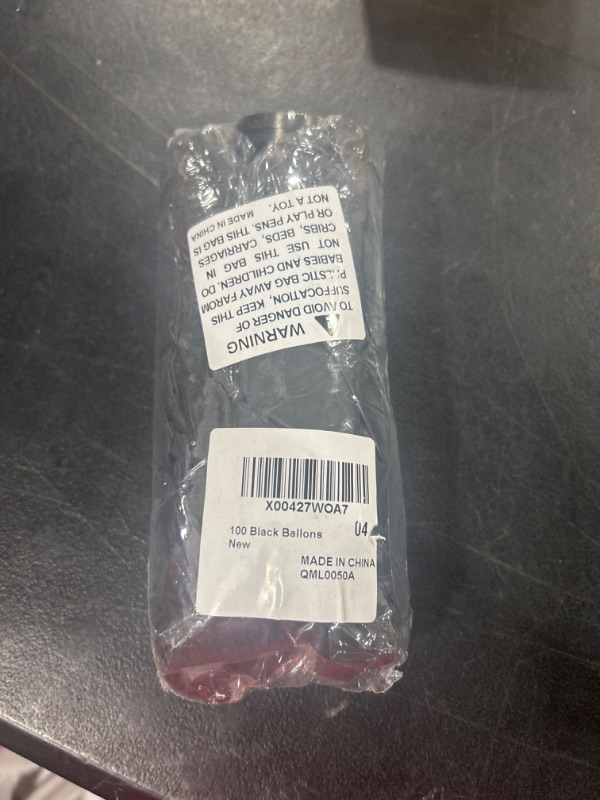 WARNING
TO AVOID DANGER OF
SUFFOCATION, KEEP THIS
PLSTIC BAG AWAY FAROM
BABIES AND CHILDREN. DO
NOT USE THIS BAG IN
CRIBS, BEDS, CARRIAGES
OR PLAY PENS. THIS BAG IS
NOT A TOY. MADE IN CHINA
X00427WOA7
100 Black Ballons 04
New
MADE IN CHINA
QML0050A